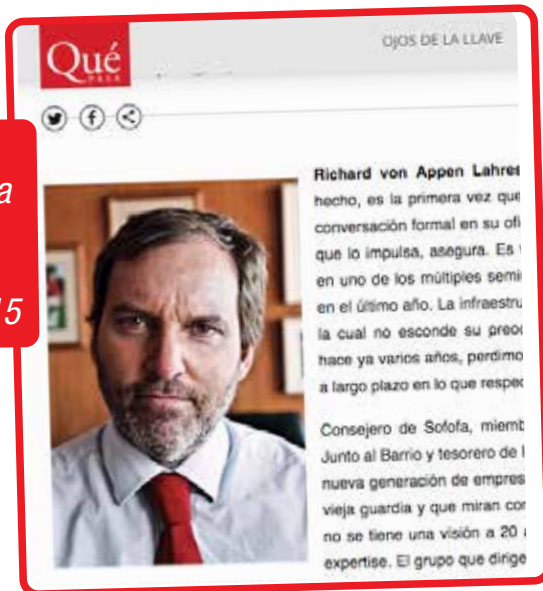 Qué
PASA
OJOS DE LA LLAVE
a
15
Richard von Appen Lahres
hecho, es la primera vez que
conversación formal en su ofi
que lo impulsa, asegura. Es
en uno de los múltiples semi
en el último año. La infraestru
la cual no esconde su preoc
hace ya varios años, perdimo
a largo plazo en lo que respec
Consejero de Sofofa, miemb
Junto al Barrio y tesorero de
nueva generación de empres
vieja guardia y que miran con
no se tiene una visión a 20
expertise. El grupo que dirige